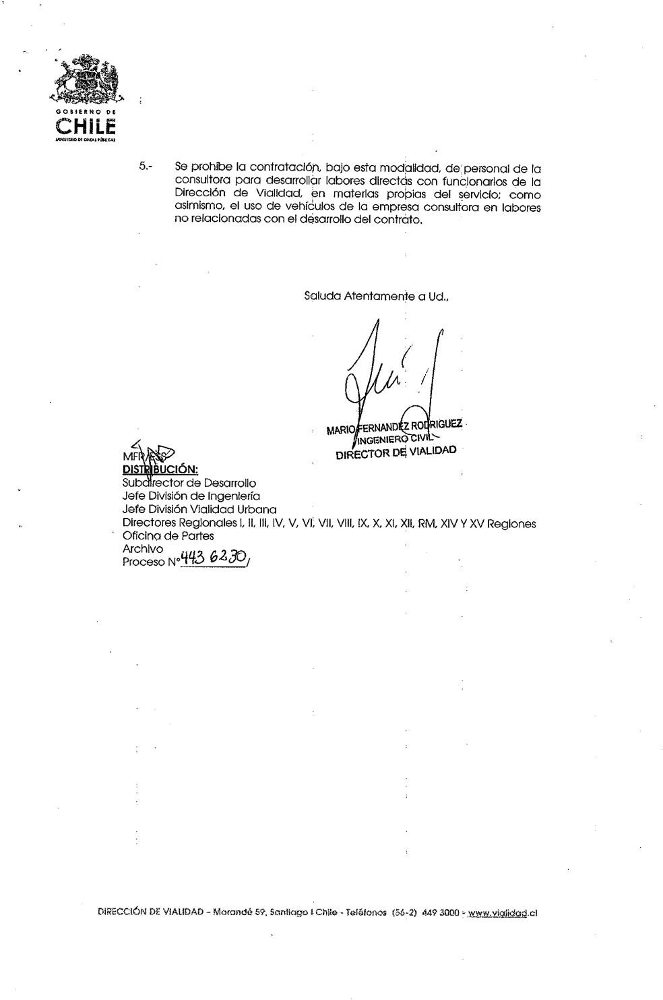 GOBIERNO DE
CHILE
MINISTERIO DE OBRAS PÚBLICAS
5.- Se prohíbe la contratación, bajo esta modalidad, de personal de la
consultora para desarrollar labores directas con funcionarios de la
Dirección de Vialidad, en materias propias del servicio; como
asimismo, el uso de vehículos de la empresa consultora en labores
no relacionadas con el desarrollo del contrato.
Saluda Atentamente a Ud.,
MARIO FERNANDEZ RODRIGUEZ
INGENIERO CIVIL
DIRECTOR DE VIALIDAD
MFR/ESS
DISTRIBUCIÓN:
Subdirector de Desarrollo
Jefe División de Ingeniería
Jefe División Vialidad Urbana
Directores Regionales I, II, III, IV, V, VI, VII, VIII, IX, X, XI, XII, RM, XIV Y XV Regiones
Oficina de Partes
Archivo
Proceso N° 443 6230/
DIRECCIÓN DE VIALIDAD – Morandé 59, Santiago | Chile - Teléfonos (56-2) 449 3000 - www.vialidad.cl